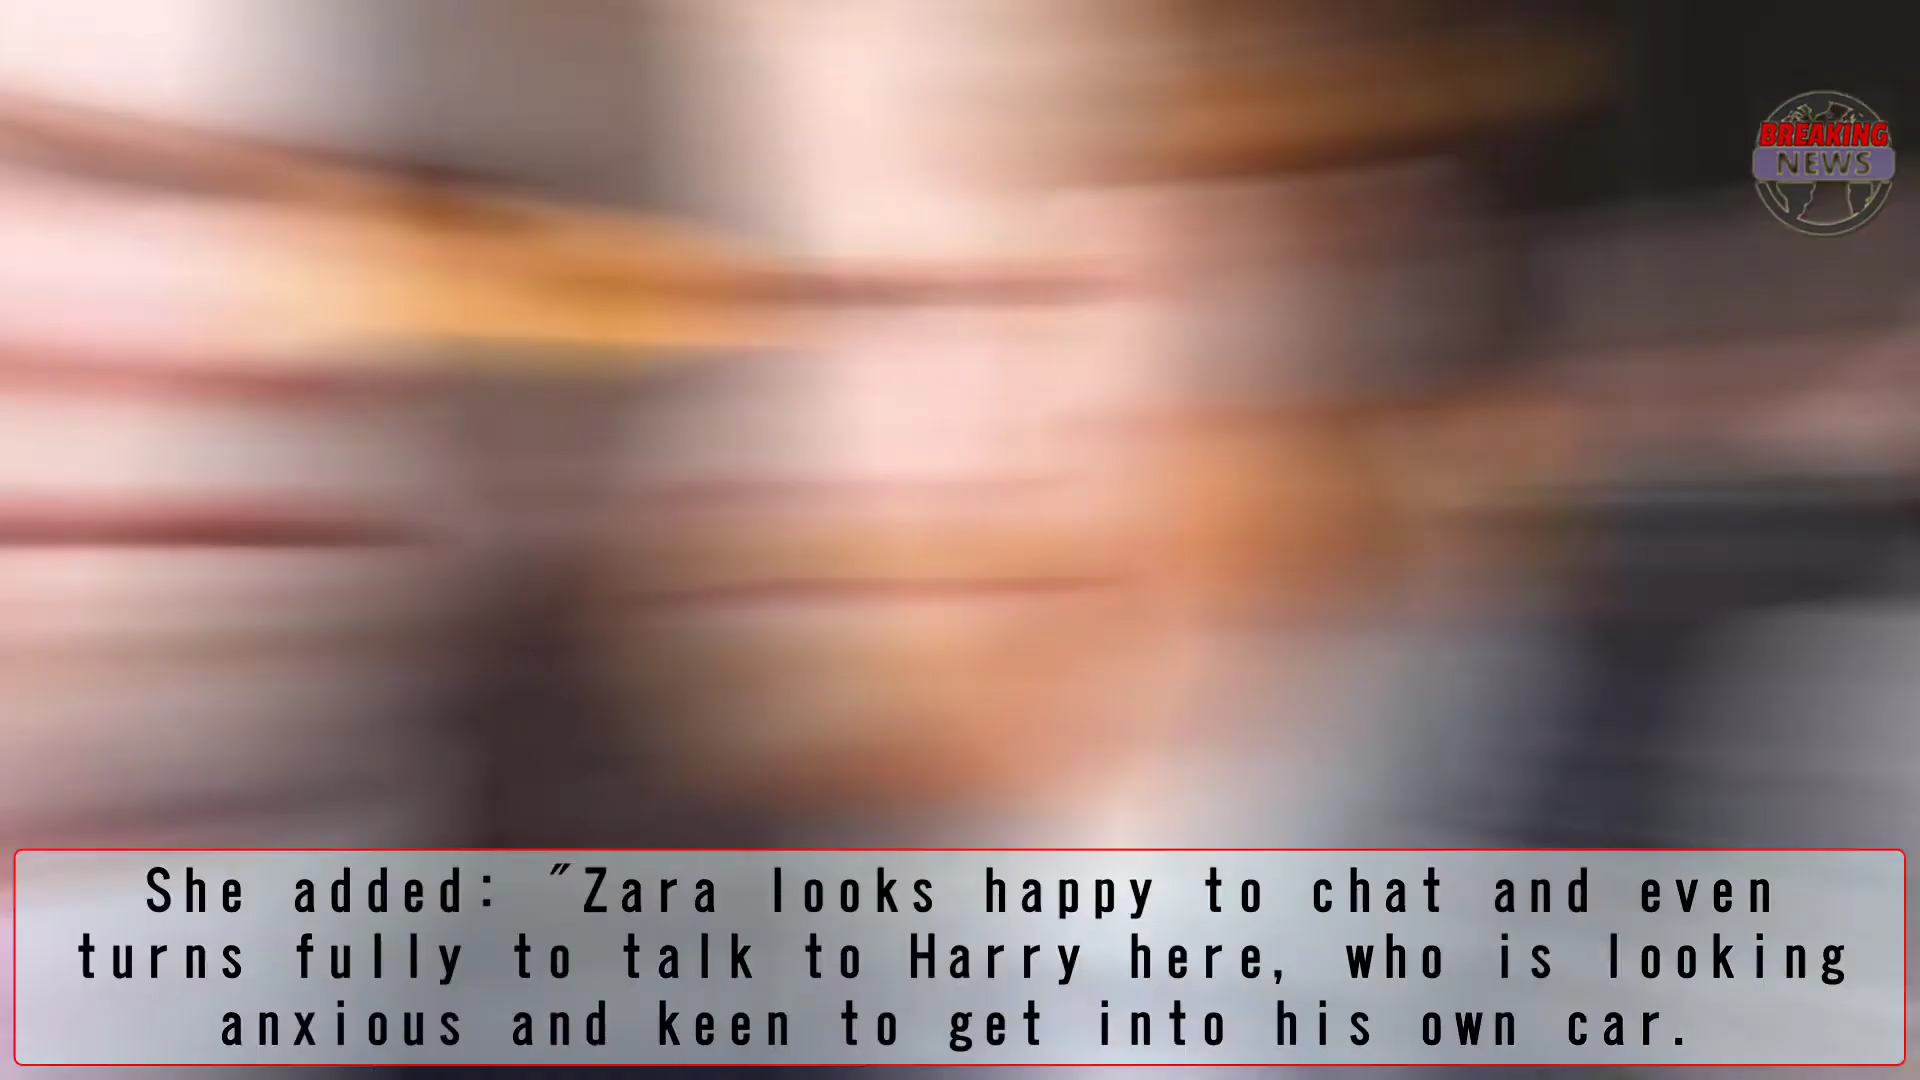 BREAKING
NEWS
She added: "Zara looks happy to chat and even
turns fully to talk to Harry here, who is looking
anxious and keen to get into his own car.